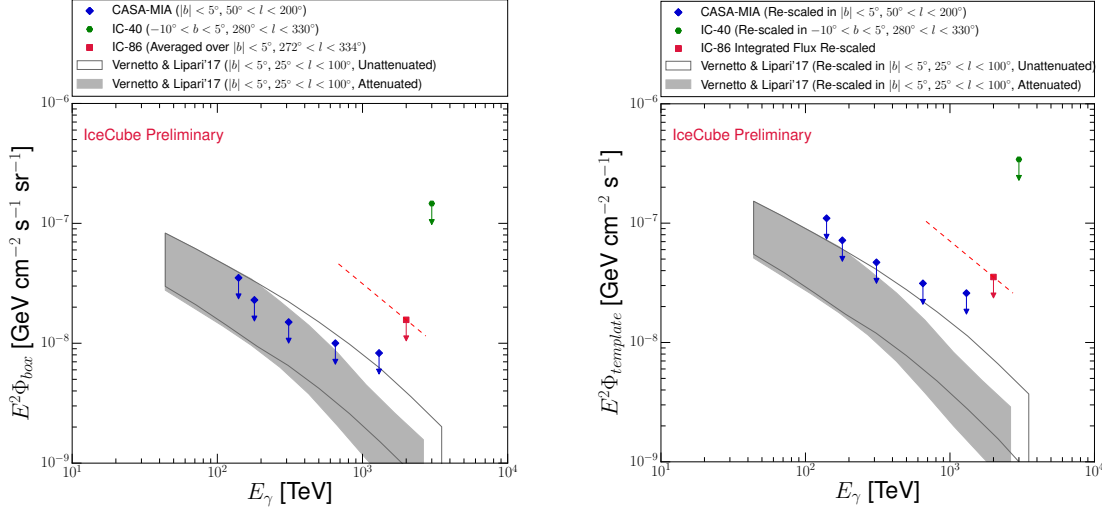 CASA-MIA (|b| < 5°, 50° < l < 200°)
IC-40 (−10° < b < 5°, 280° < l < 330°)
IC-86 (Averaged over |b| < 5°, 272° < l < 334°)
Vernetto & Lipari'17 (|b| < 5°, 25° < l < 100°, Unattenuated)
Vernetto & Lipari'17 (|b| < 5°, 25° < l < 100°, Attenuated)
10⁻⁶
IceCube Preliminary
10⁻⁷
10⁻⁸
10⁻⁹
E²Φ_box [GeV cm⁻² s⁻¹ sr⁻¹]
10¹ 10² 10³ 10⁴
E_γ [TeV]
CASA-MIA (Re-scaled in |b| < 5°, 50° < l < 200°)
IC-40 (Re-scaled in −10° < b < 5°, 280° < l < 330°)
IC-86 Integrated Flux Re-scaled
Vernetto & Lipari'17 (Re-scaled in |b| < 5°, 25° < l < 100°, Unattenuated)
Vernetto & Lipari'17 (Re-scaled in |b| < 5°, 25° < l < 100°, Attenuated)
10⁻⁶
IceCube Preliminary
10⁻⁷
10⁻⁸
10⁻⁹
E²Φ_template [GeV cm⁻² s⁻¹]
10¹ 10² 10³ 10⁴
E_γ [TeV]